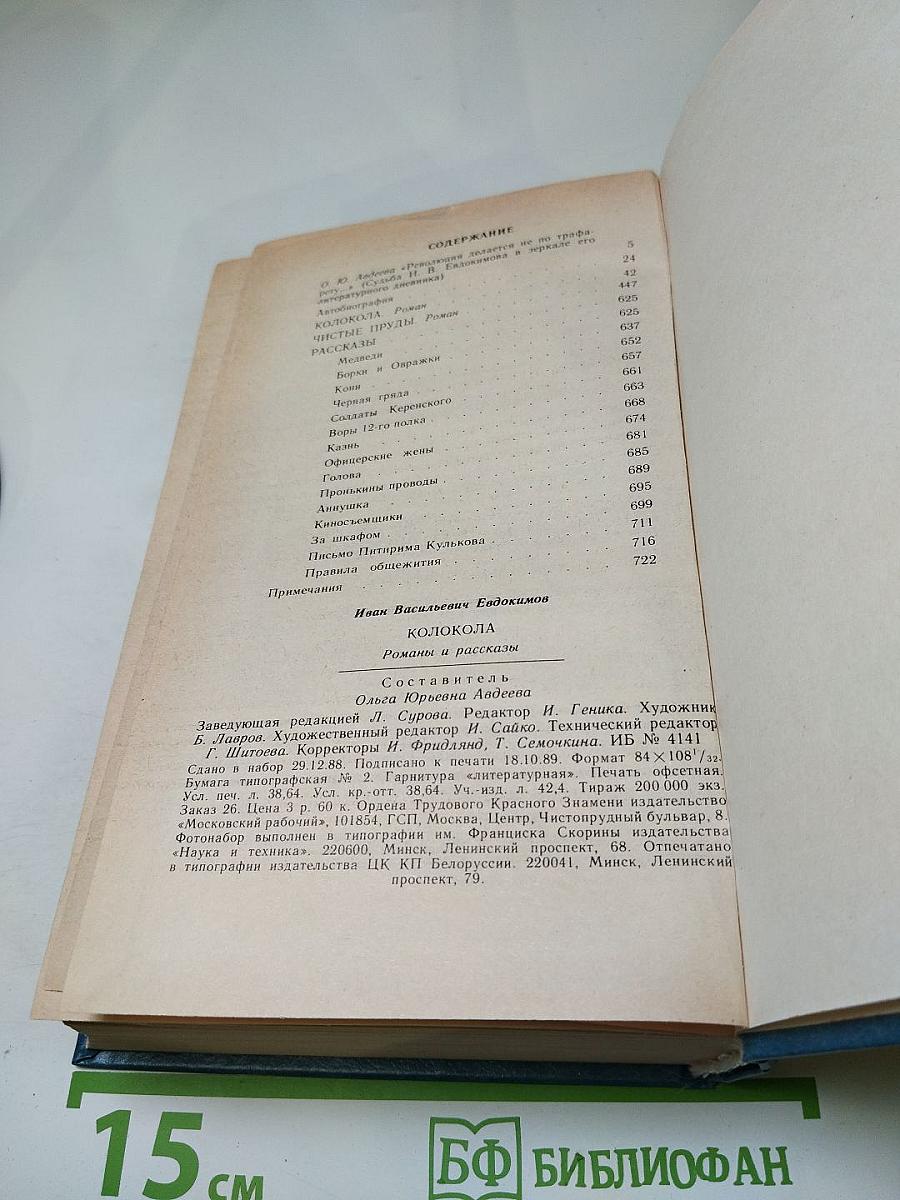 СОДЕРЖАНИЕ
О. Ю. Авдеева «Революция делается не по трафа-
рету...» (Судьба И. В. Евдокимова в зеркале его
литературного дневника) 5
Автобиография 24
КОЛОКОЛА. Роман 42
ЧИСТЫЕ ПРУДЫ. Роман 447
РАССКАЗЫ 625
Медведи 625
Борки и Овражки 637
Кони 652
Черная гряда 657
Солдаты Керенского 661
Воры 12-го полка 663
Казнь 668
Офицерские жены 674
Голова 681
Пронькины проводы 685
Аннушка 689
Киносъемщики 695
За шкафом 699
Письмо Питирима Кулькова 711
Правила общежития 716
Примечания 722
Иван Васильевич Евдокимов
КОЛОКОЛА
Романы и рассказы
Составитель
Ольга Юрьевна Авдеева
Заведующая редакцией Л. Сурова. Редактор И. Геника. Художник
Б. Лавров. Художественный редактор И. Сайко. Технический редактор
Г. Шитоева. Корректоры И. Фридлянд, Т. Семочкина. ИБ № 4141
Сдано в набор 29.12.88. Подписано к печати 18.10.89. Формат 84×108¹/₃₂.
Бумага типографская № 2. Гарнитура «литературная». Печать офсетная.
Усл. печ. л. 38,64. Усл. кр.-отт. 38,64. Уч.-изд. л. 42,4. Тираж 200 000 экз.
Заказ 26. Цена 3 р. 60 к. Ордена Трудового Красного Знамени издательство
«Московский рабочий», 101854, ГСП, Москва, Центр, Чистопрудный бульвар, 8.
Фотонабор выполнен в типографии им. Франциска Скорины издательства
«Наука и техника». 220600, Минск, Ленинский проспект, 68. Отпечатано
в типографии издательства ЦК КП Белоруссии. 220041, Минск, Ленинский
проспект, 79.
15 см
БФ БИБЛИОФАН